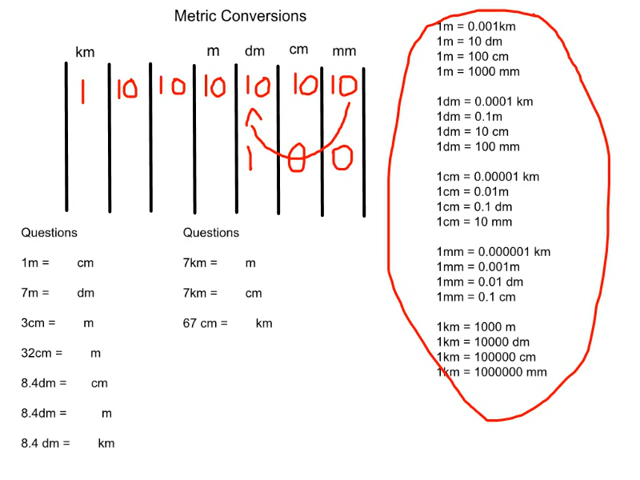 Metric Conversions
km m dm cm mm
1 10 10 10 10 10 10
1 0 0
Questions
1m = cm
7m = dm
3cm = m
32cm = m
8.4dm = cm
8.4dm = m
8.4 dm = km
Questions
7km = m
7km = cm
67 cm = km
1m = 0.001km
1m = 10 dm
1m = 100 cm
1m = 1000 mm
1dm = 0.0001 km
1dm = 0.1m
1dm = 10 cm
1dm = 100 mm
1cm = 0.00001 km
1cm = 0.01m
1cm = 0.1 dm
1cm = 10 mm
1mm = 0.000001 km
1mm = 0.001m
1mm = 0.01 dm
1mm = 0.1 cm
1km = 1000 m
1km = 10000 dm
1km = 100000 cm
1km = 1000000 mm